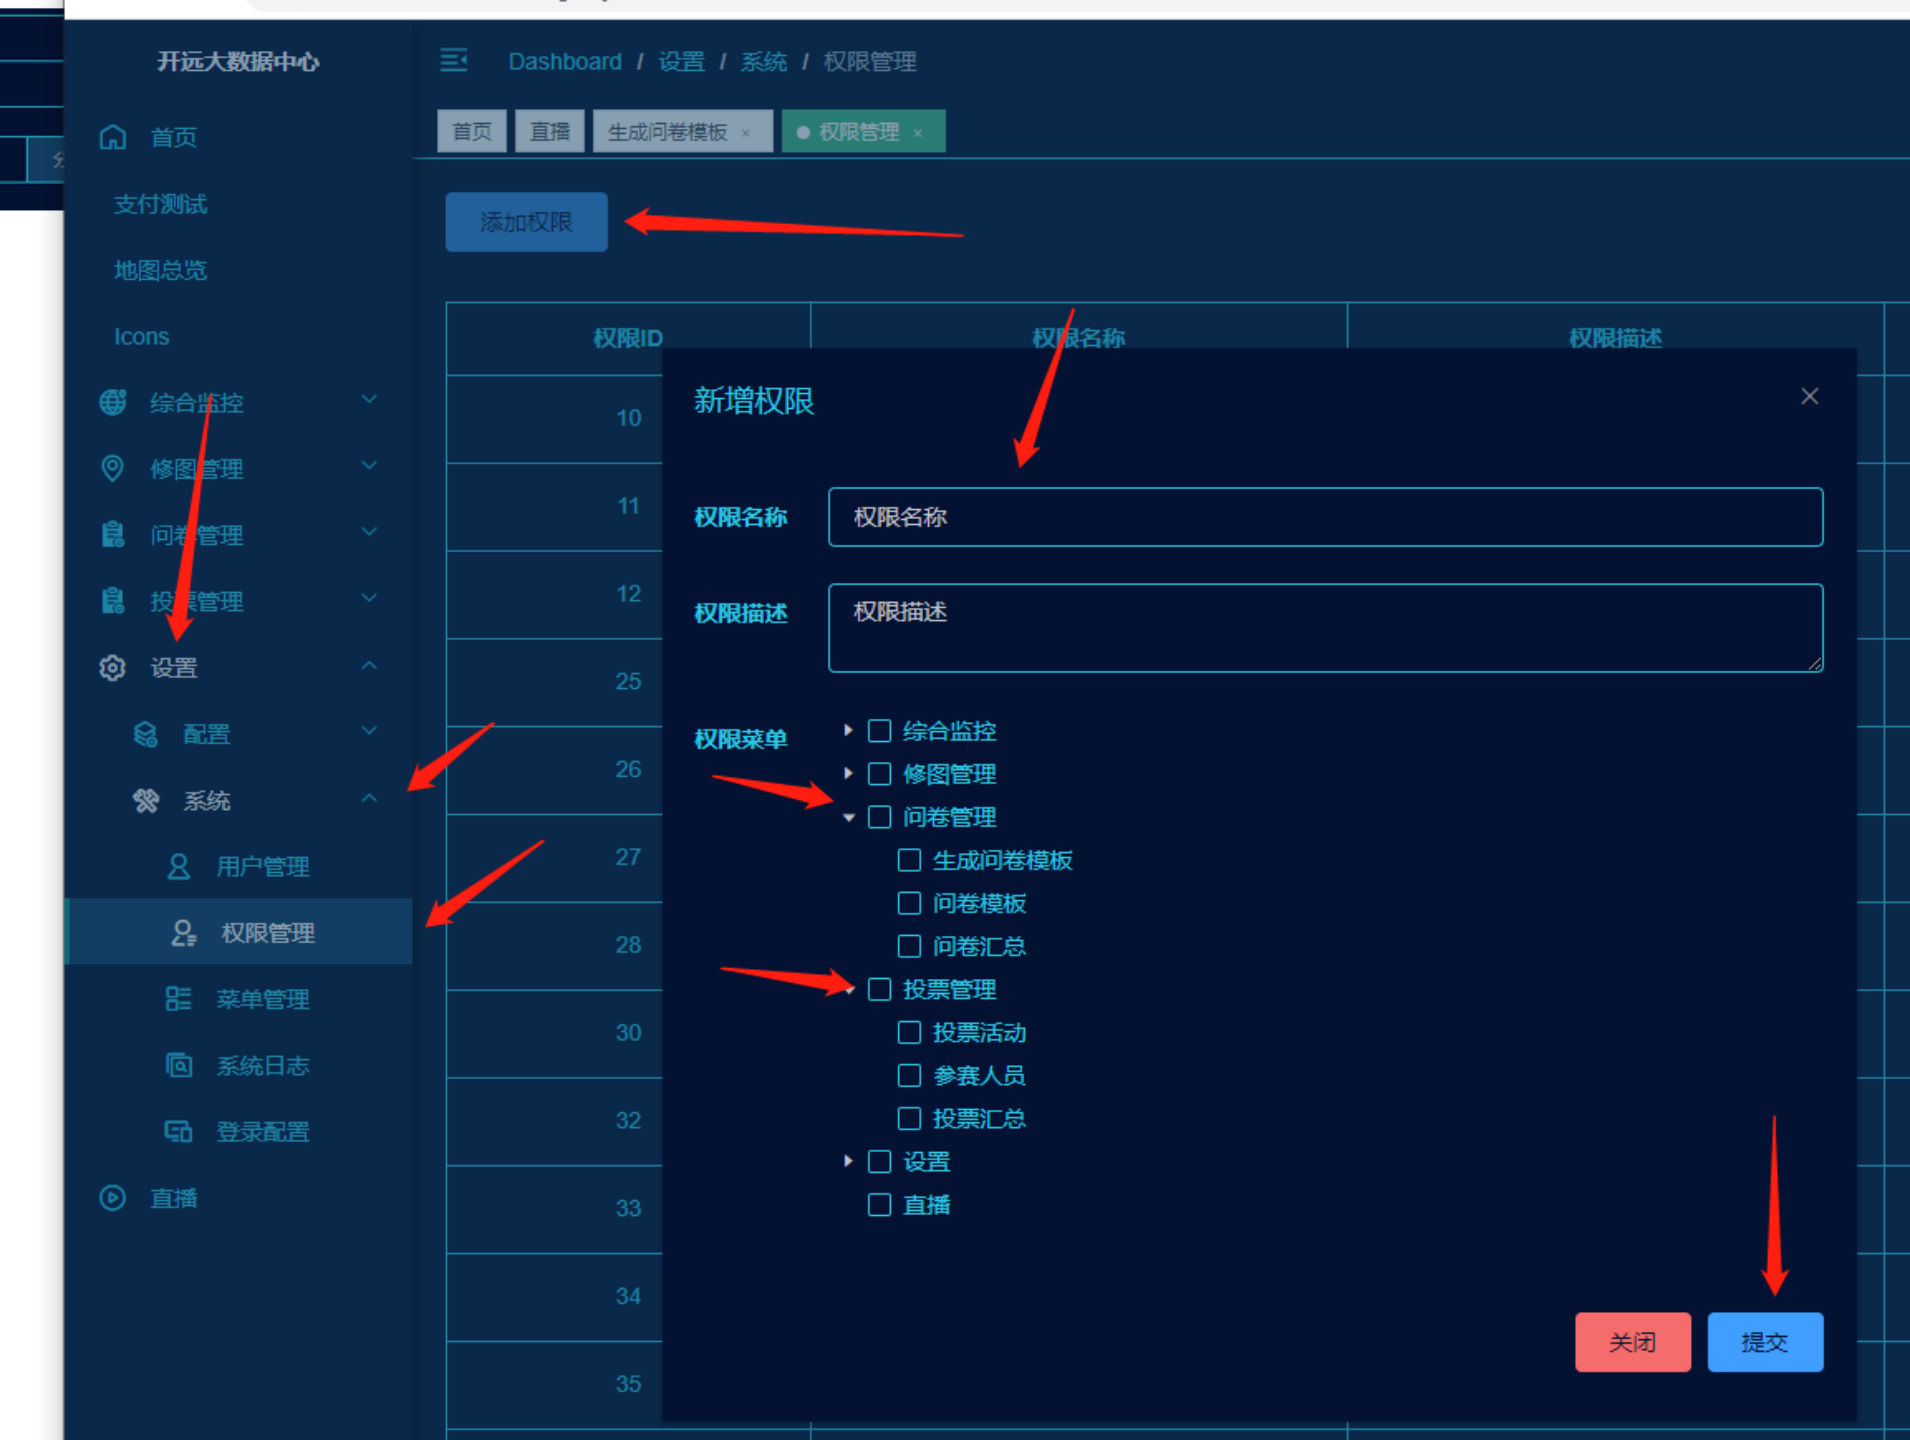 开远大数据中心
Dashboard / 设置 / 系统 / 权限管理
首页
直播
生成问卷模板 ×
权限管理 ×
首页
支付测试
地图总览
Icons
综合监控
修图管理
问卷管理
投票管理
设置
配置
系统
用户管理
权限管理
菜单管理
系统日志
登录配置
直播
添加权限
权限ID
权限名称
权限描述
10
11
12
25
26
27
28
30
32
33
34
35
新增权限
权限名称
权限名称
权限描述
权限描述
权限菜单
综合监控
修图管理
问卷管理
生成问卷模板
问卷模板
问卷汇总
投票管理
投票活动
参赛人员
投票汇总
设置
直播
关闭
提交